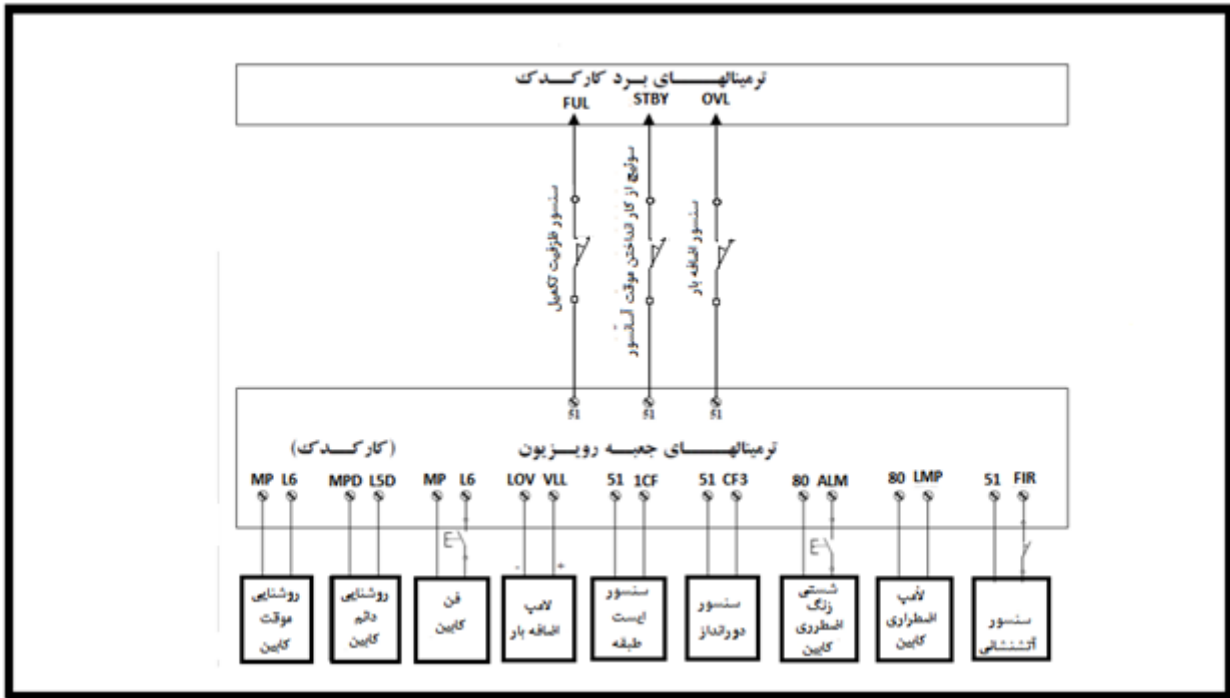 ترمینالهای برد کارکدک
FUL STBY OVL
سنسور ظرفیت تکمیل
سوئیچ از کار انداختن موقت آسانسور
سنسور اضافه بار
51 51 51
ترمینالهای جعبه رویزیون (کارکدک)
MP L6 MPD L5D MP L6 LOV VLL 51 1CF 51 CF3 80 ALM 80 LMP 51 FIR
- +
روشنایی
موقت
کابین
روشنایی
دائم
کابین
فن
کابین
لامپ
اضافه بار
سنسور
ایست
طبقه
سنسور
دورانداز
شستی
زنگ
اضطرری
کابین
لامپ
اضطراری
کابین
سنسور
آتشنشانی